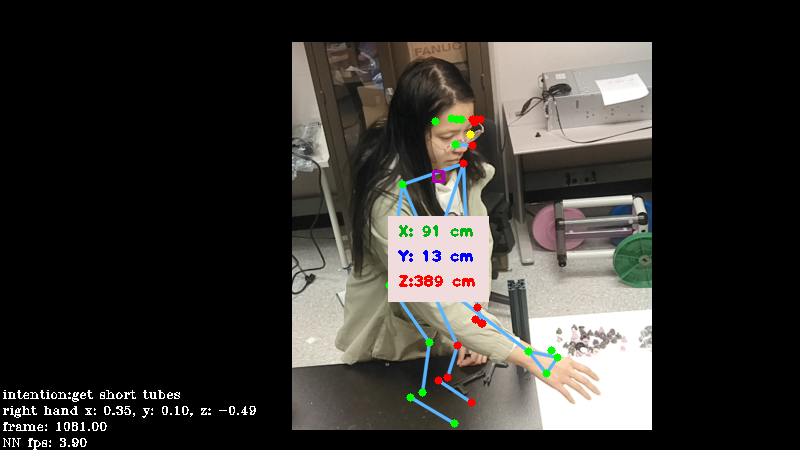 FANUC
X: 91 cm
Y: 13 cm
Z:389 cm
intention:get short tubes
right hand x: 0.35, y: 0.10, z: -0.49
frame: 1081.00
NN fps: 3.90